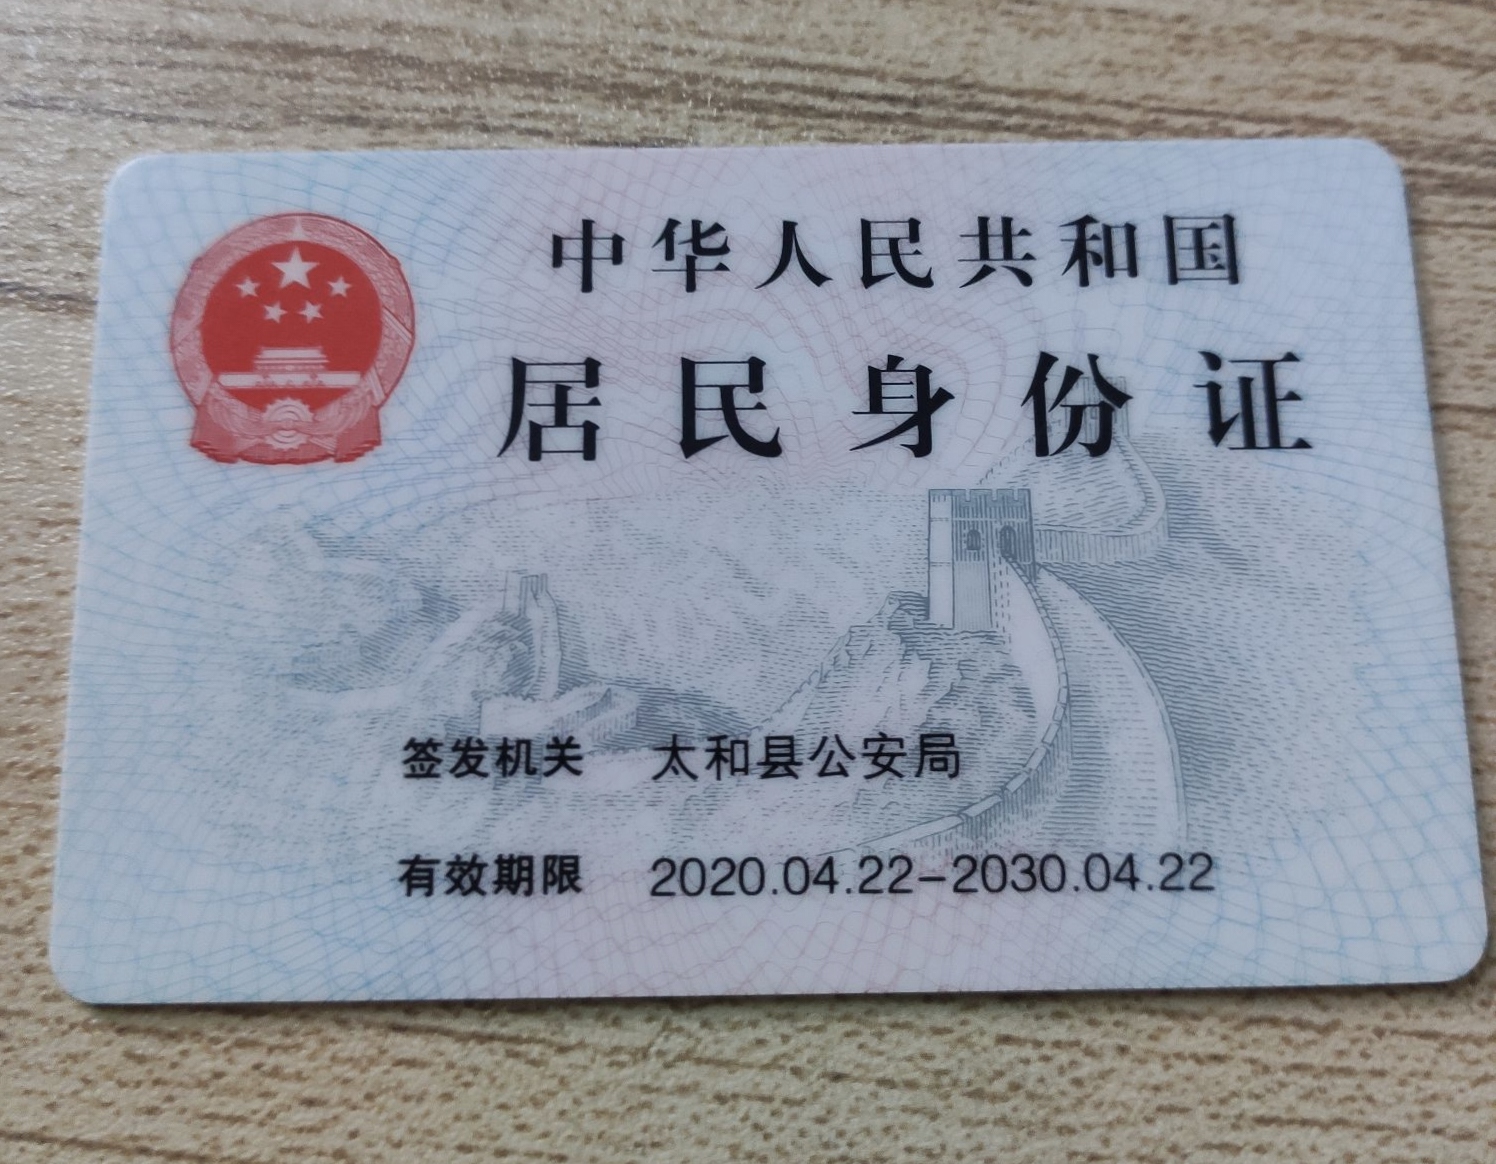 中华人民共和国
居民身份证
签发机关 太和县公安局
有效期限 2020.04.22-2030.04.22